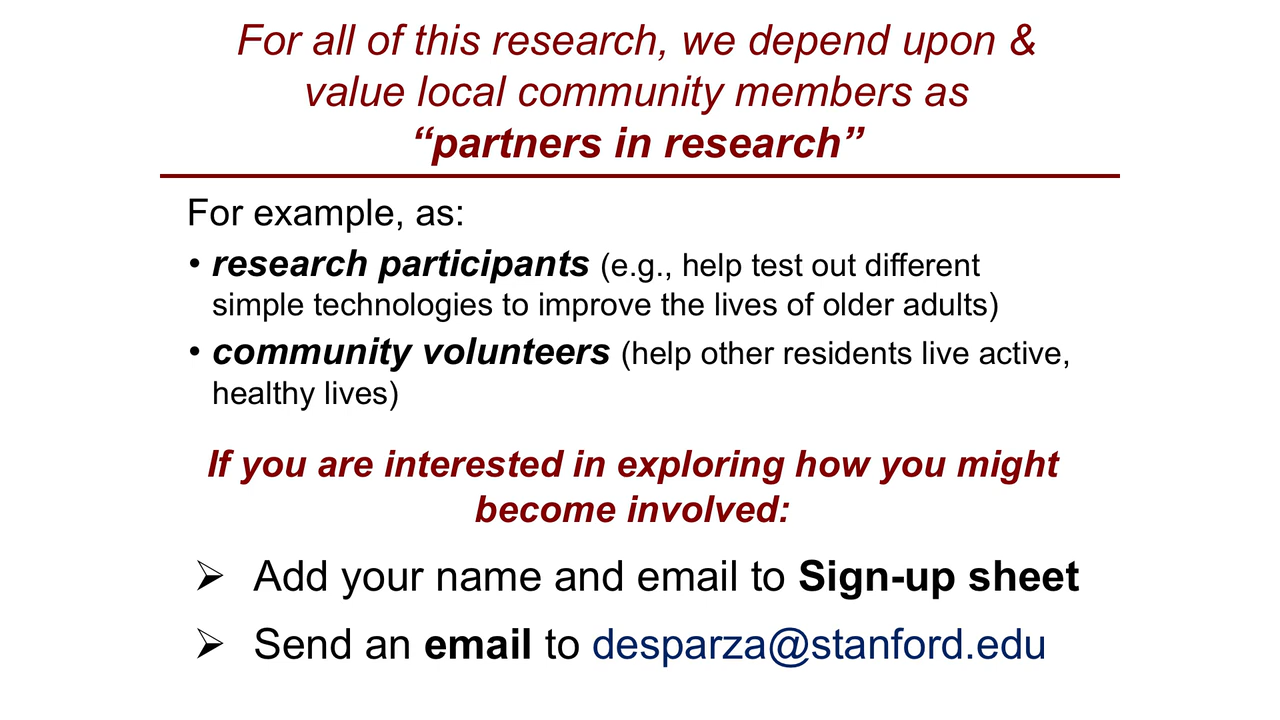 For all of this research, we depend upon &
value local community members as
“partners in research”
For example, as:
• research participants (e.g., help test out different
simple technologies to improve the lives of older adults)
• community volunteers (help other residents live active,
healthy lives)
If you are interested in exploring how you might
become involved:
➢ Add your name and email to Sign-up sheet
➢ Send an email to desparza@stanford.edu